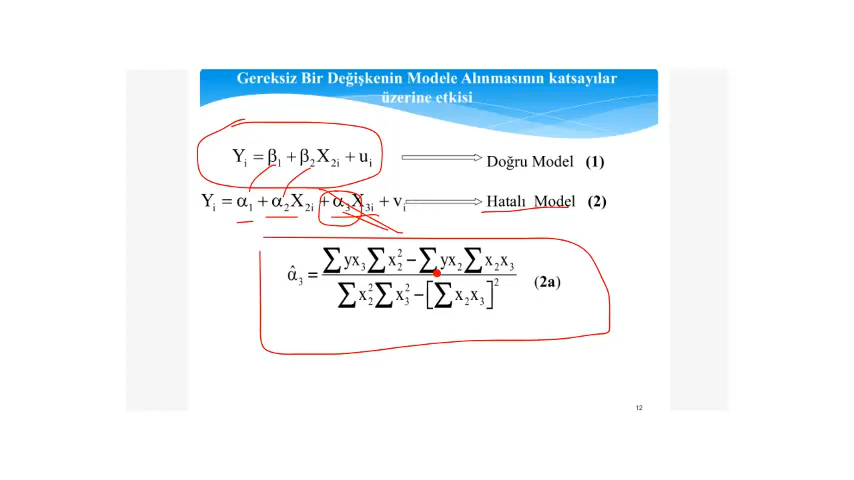 Gereksiz Bir Değişkenin Modele Alınmasının katsayılar
üzerine etkisi
Yᵢ = β₁ + β₂X₂ᵢ + uᵢ Doğru Model (1)
Yᵢ = α₁ + α₂X₂ᵢ + α₃X₃ᵢ + vᵢ Hatalı Model (2)
α̂₃ = (∑yx₃∑x₂² − ∑yx₂∑x₂x₃) / (∑x₂²∑x₃² − [∑x₂x₃]²) (2a)
12